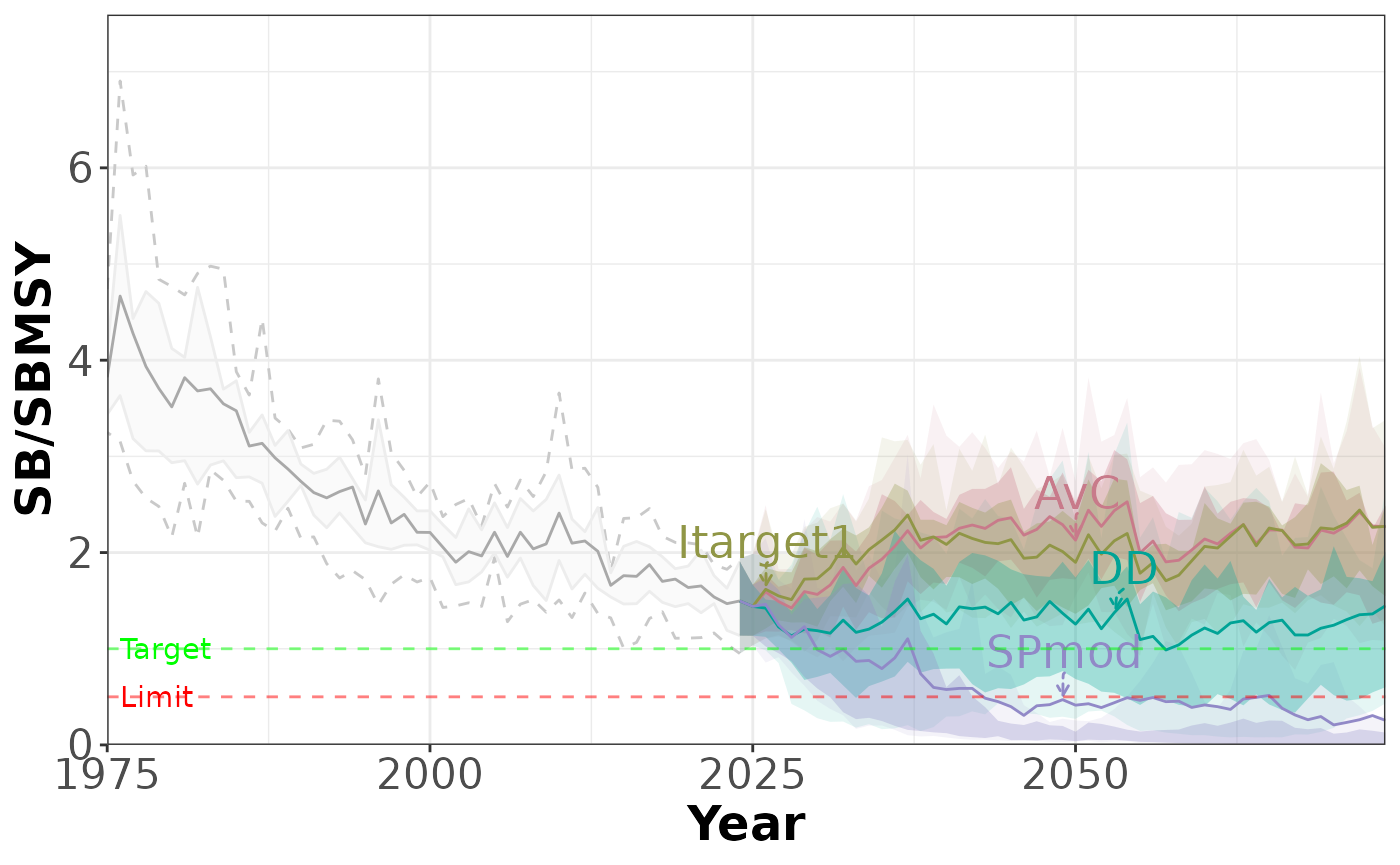 SB/SBMSY
6
4
2
0
AVC
Itarget1
DD
SPmod
Target
Limit
1975
2000
2025
2050
Year